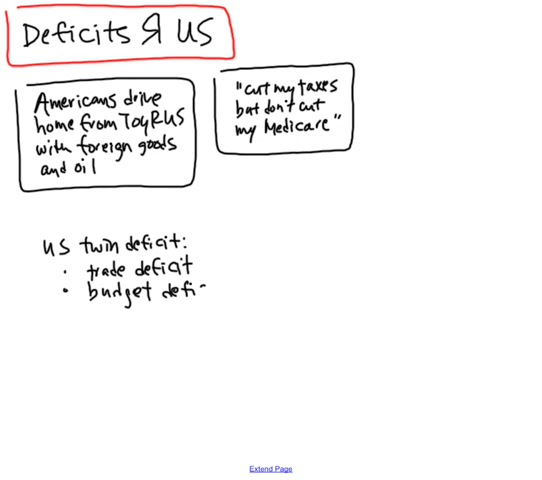 Deficits Я US
Americans drive
home from ToyRUS
with foreign goods
and oil
"cut my taxes
but don't cut
my Medicare"
US twin deficit:
• trade deficit
• budget defi
Extend Page